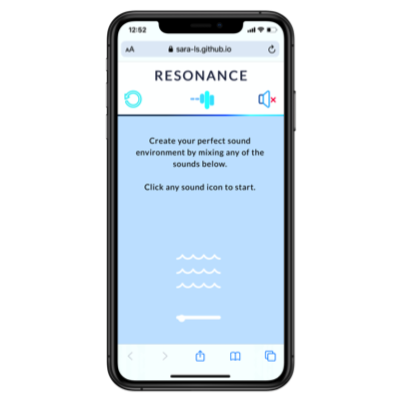 12:52
AA
sara-ls.github.io
RESONANCE
Create your perfect sound
environment by mixing any of the
sounds below.
Click any sound icon to start.